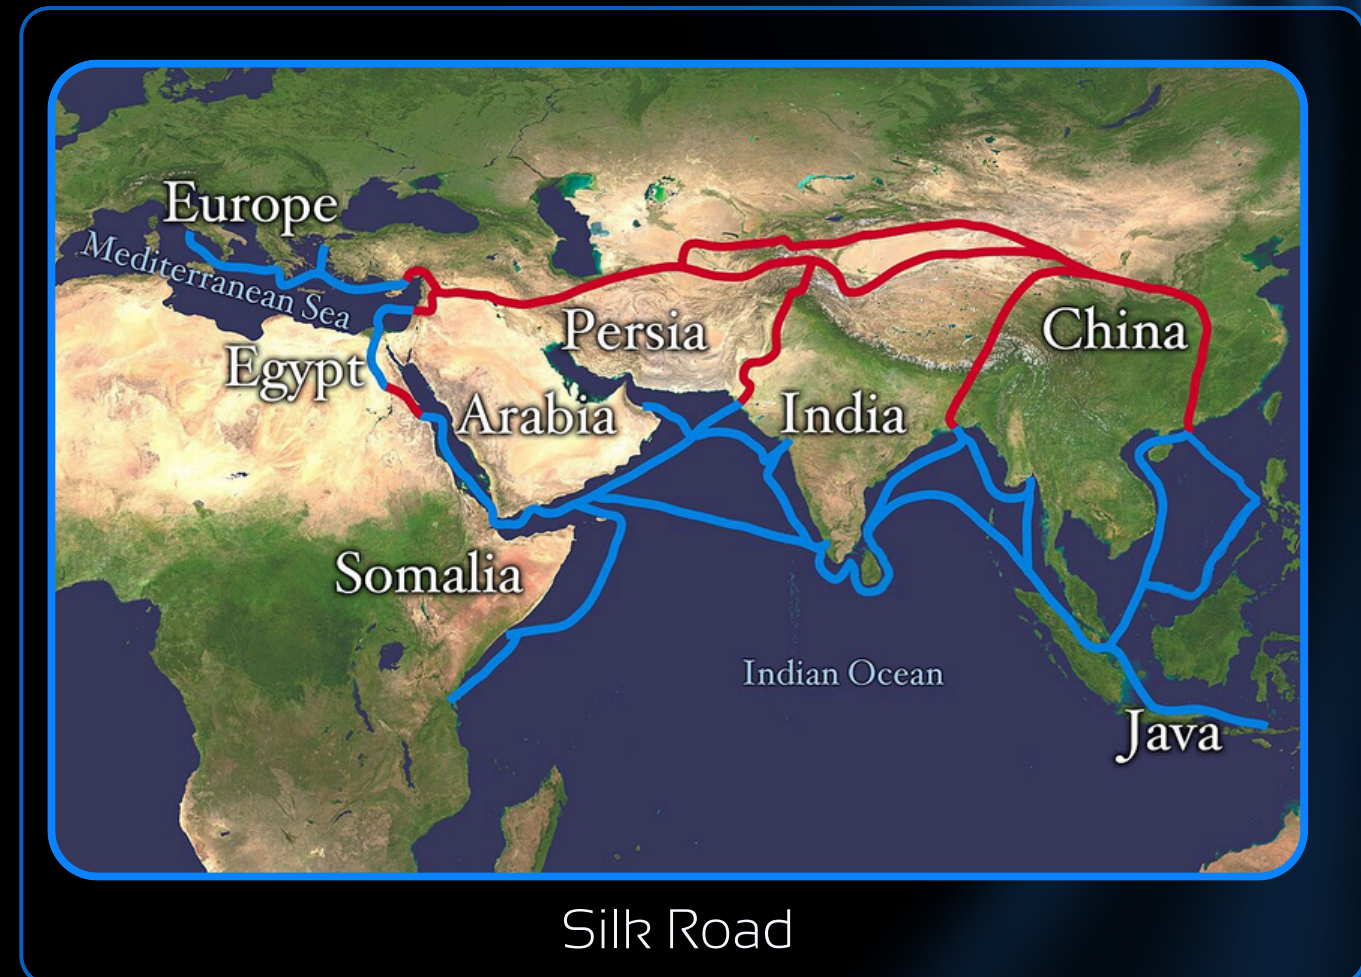 Europe
Mediterranean Sea
Persia
China
Egypt
Arabia
India
Somalia
Indian Ocean
Java
Silk Road